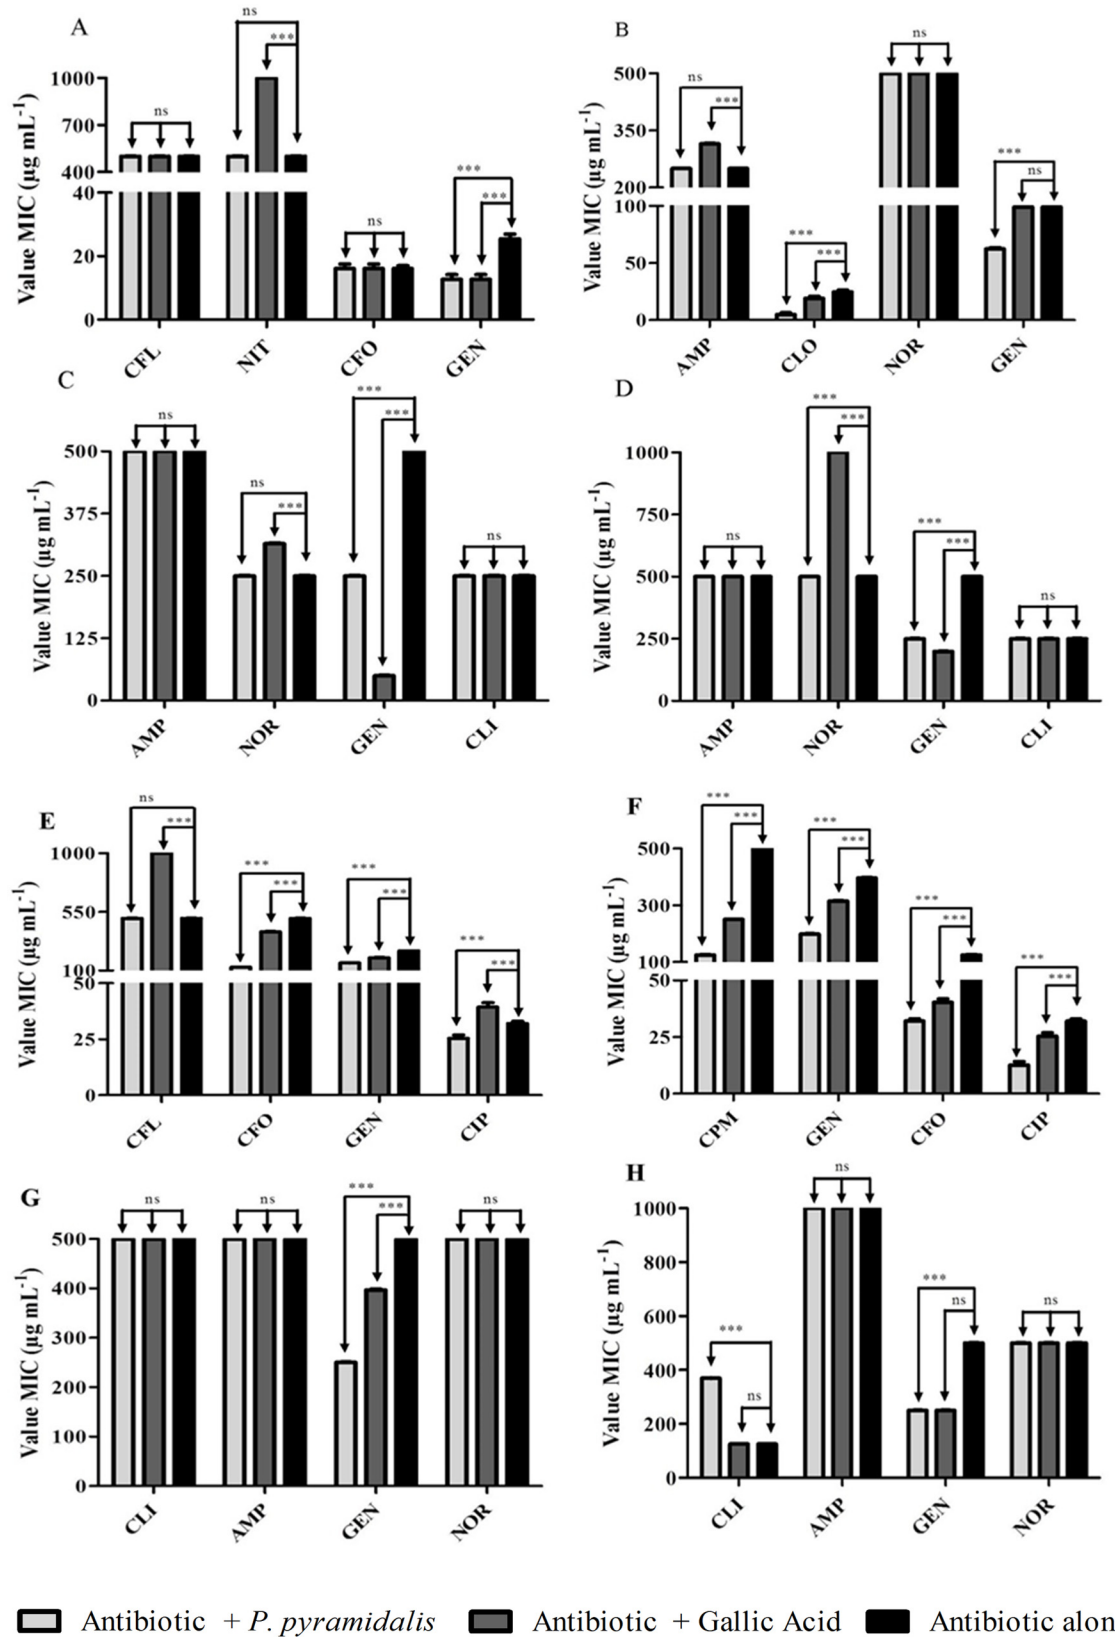 A
ns
***
ns
ns
***
***
1000
700
400
40
20
0
Value MIC (µg mL-1)
CFL NIT CFO GEN
B
ns
ns
***
***
***
***
ns
500
350
200
100
50
0
Value MIC (µg mL-1)
AMP CLO NOR GEN
C
ns
ns
***
***
***
ns
500
375
250
125
0
Value MIC (µg mL-1)
AMP NOR GEN CLI
D
ns
***
***
***
***
ns
1000
750
500
250
0
Value MIC (µg mL-1)
AMP NOR GEN CLI
E
ns
***
***
***
***
***
***
***
1000
550
100
50
25
0
Value MIC (µg mL-1)
CFL CFO GEN CIP
F
***
***
***
***
***
***
***
***
500
300
100
50
25
0
Value MIC (µg mL-1)
CPM GEN CFO CIP
G
ns
ns
***
***
ns
500
400
300
200
100
0
Value MIC (µg mL-1)
CLI AMP GEN NOR
H
***
ns
ns
***
ns
ns
1000
800
600
400
200
0
Value MIC (µg mL-1)
CLI AMP GEN NOR
Antibiotic + P. pyramidalis Antibiotic + Gallic Acid Antibiotic alon